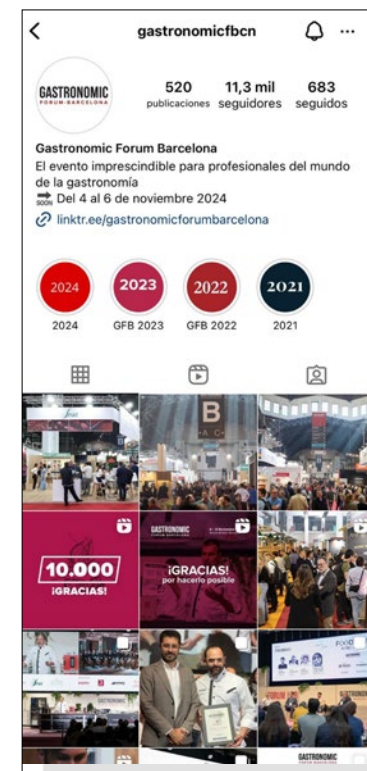 gastronomicfbcn
GASTRONOMIC
FORUM·BARCELONA
520 11,3 mil 683
publicaciones seguidores seguidos
Gastronomic Forum Barcelona
El evento imprescindible para profesionales del mundo
de la gastronomía
SOON Del 4 al 6 de noviembre 2024
linktr.ee/gastronomicforumbarcelona
2024 2023 2022 2021
2024 GFB 2023 GFB 2022 2021
B
GASTRONOMIC
10.000
¡GRACIAS!
¡GRACIAS!
por hacerlo posible
GASTRONOMIC